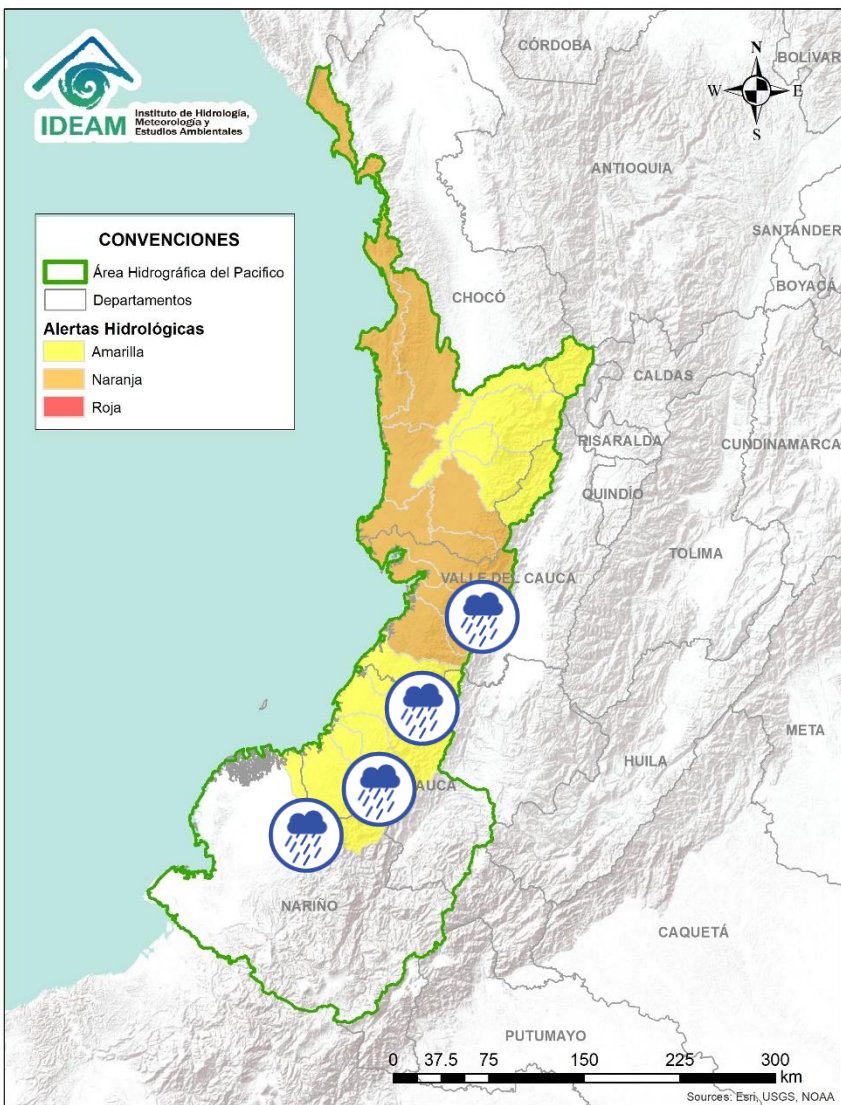 IDEAM
Instituto de Hidrología,
Meteorología y
Estudios Ambientales
N
W
E
S
CÓRDOBA
BOLÍVAR
ANTIOQUIA
SANTANDER
BOYACÁ
CHOCÓ
CALDAS
RISARALDA
CUNDINAMARCA
QUINDÍO
TOLIMA
VALLE DEL CAUCA
META
HUILA
AUCA
NARIÑO
CAQUETÁ
PUTUMAYO
CONVENCIONES
Área Hidrográfica del Pacifico
Departamentos
Alertas Hidrológicas
Amarilla
Naranja
Roja
0 37.5 75 150 225 300
km
Sources: Esri, USGS, NOAA